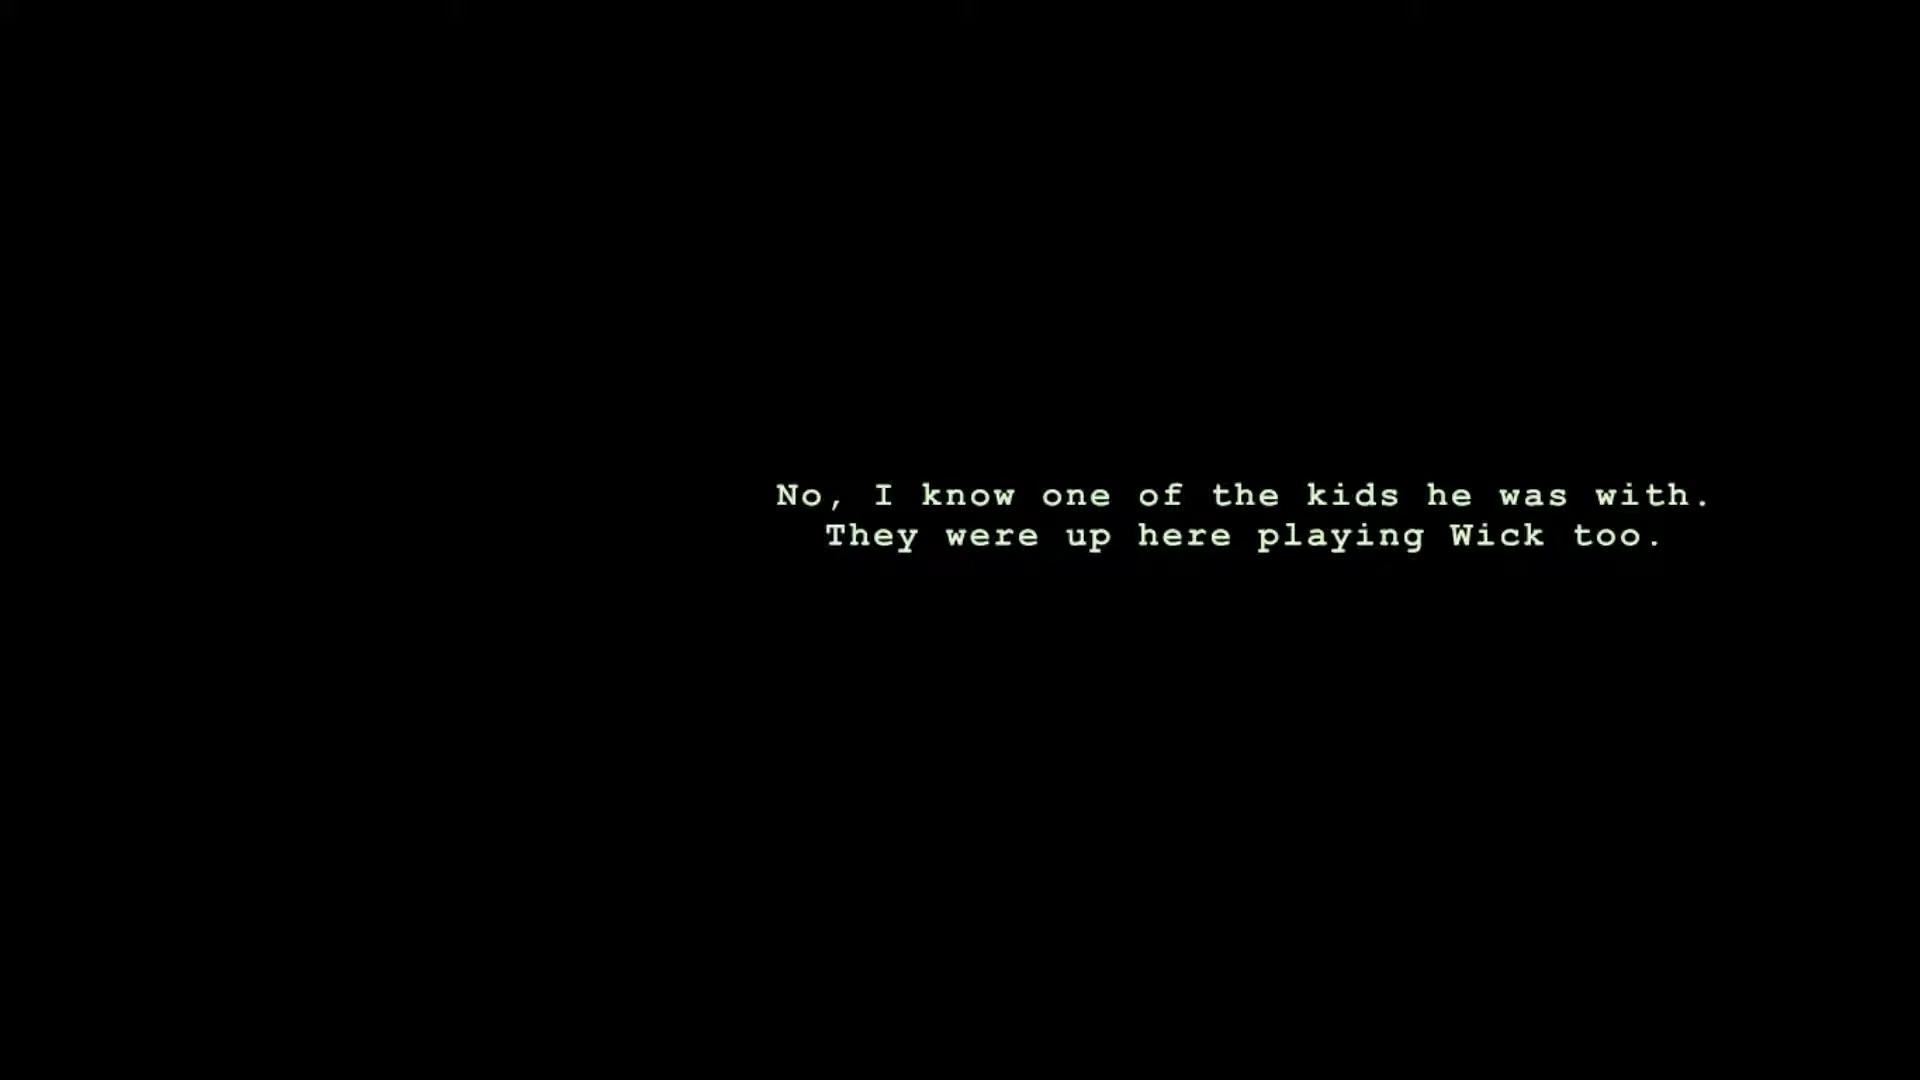 No, I know one of the kids he was with.
They were up here playing Wick too.